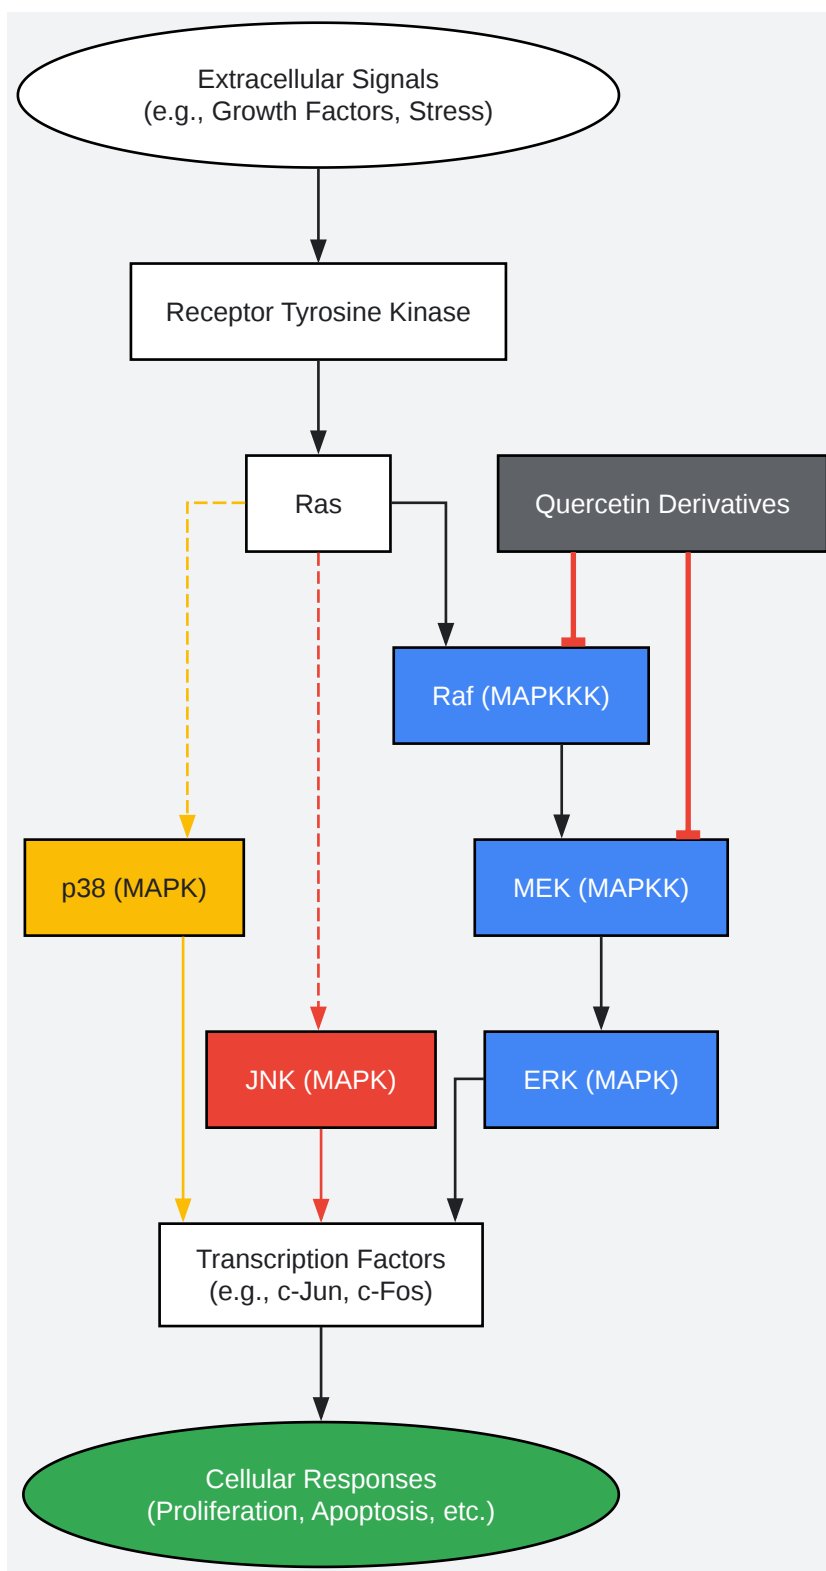 Extracellular Signals
(e.g., Growth Factors, Stress)
Receptor Tyrosine Kinase
Ras
Quercetin Derivatives
Raf (MAPKKK)
p38 (MAPK)
MEK (MAPKK)
JNK (MAPK)
ERK (MAPK)
Transcription Factors
(e.g., c-Jun, c-Fos)
Cellular Responses
(Proliferation, Apoptosis, etc.)